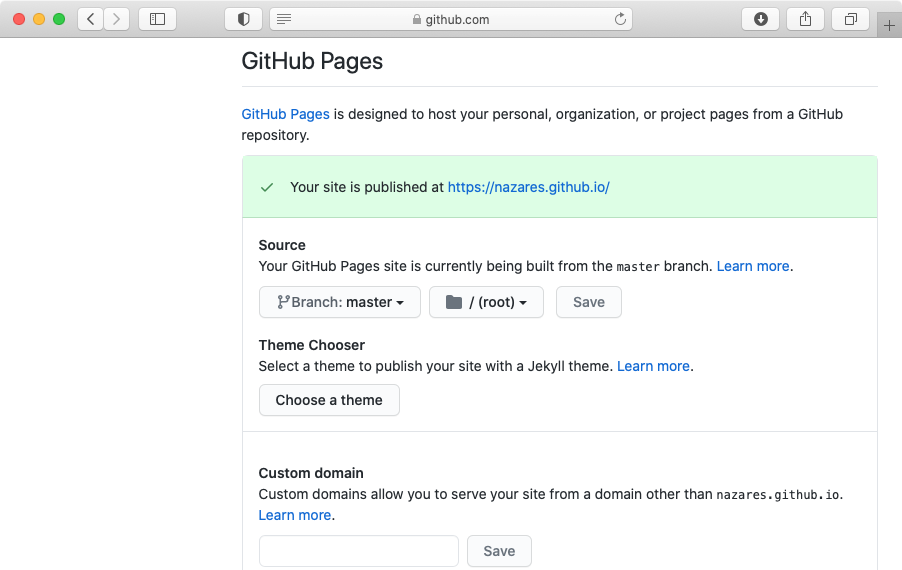 github.com
GitHub Pages
GitHub Pages is designed to host your personal, organization, or project pages from a GitHub
repository.
Your site is published at https://nazares.github.io/
Source
Your GitHub Pages site is currently being built from the master branch. Learn more.
Branch: master / (root) Save
Theme Chooser
Select a theme to publish your site with a Jekyll theme. Learn more.
Choose a theme
Custom domain
Custom domains allow you to serve your site from a domain other than nazares.github.io.
Learn more.
Save